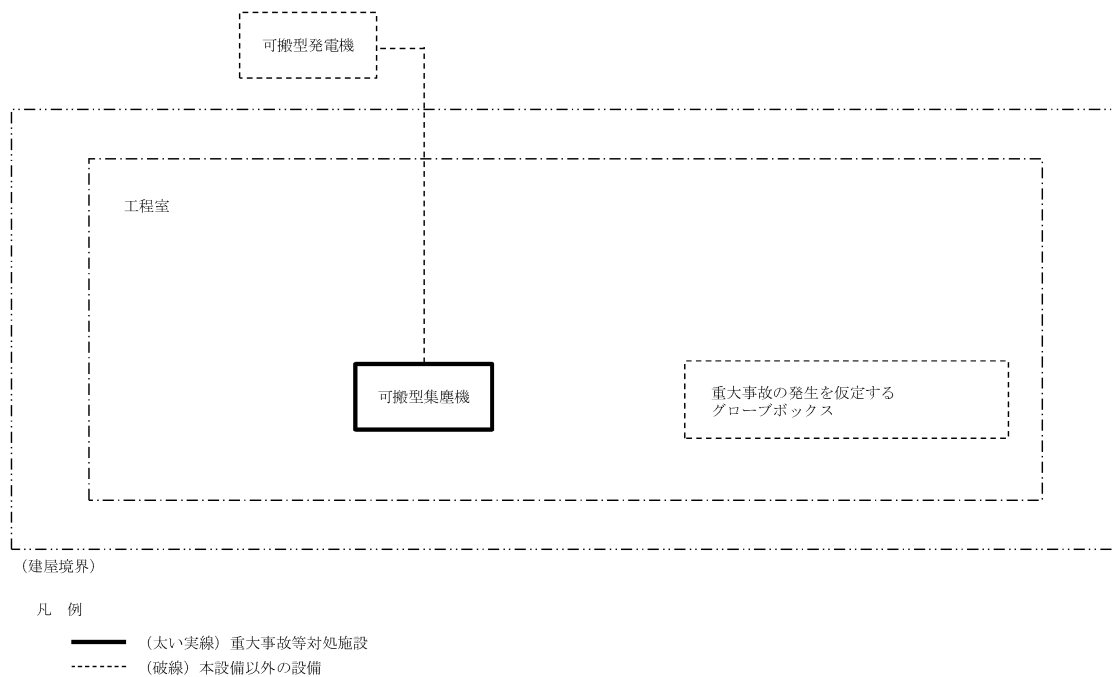 可搬型発電機
工程室
可搬型集塵機
重大事故の発生を仮定する
グローブボックス
（建屋境界）
凡　例
（太い実線）重大事故等対処施設
（破線）本設備以外の設備